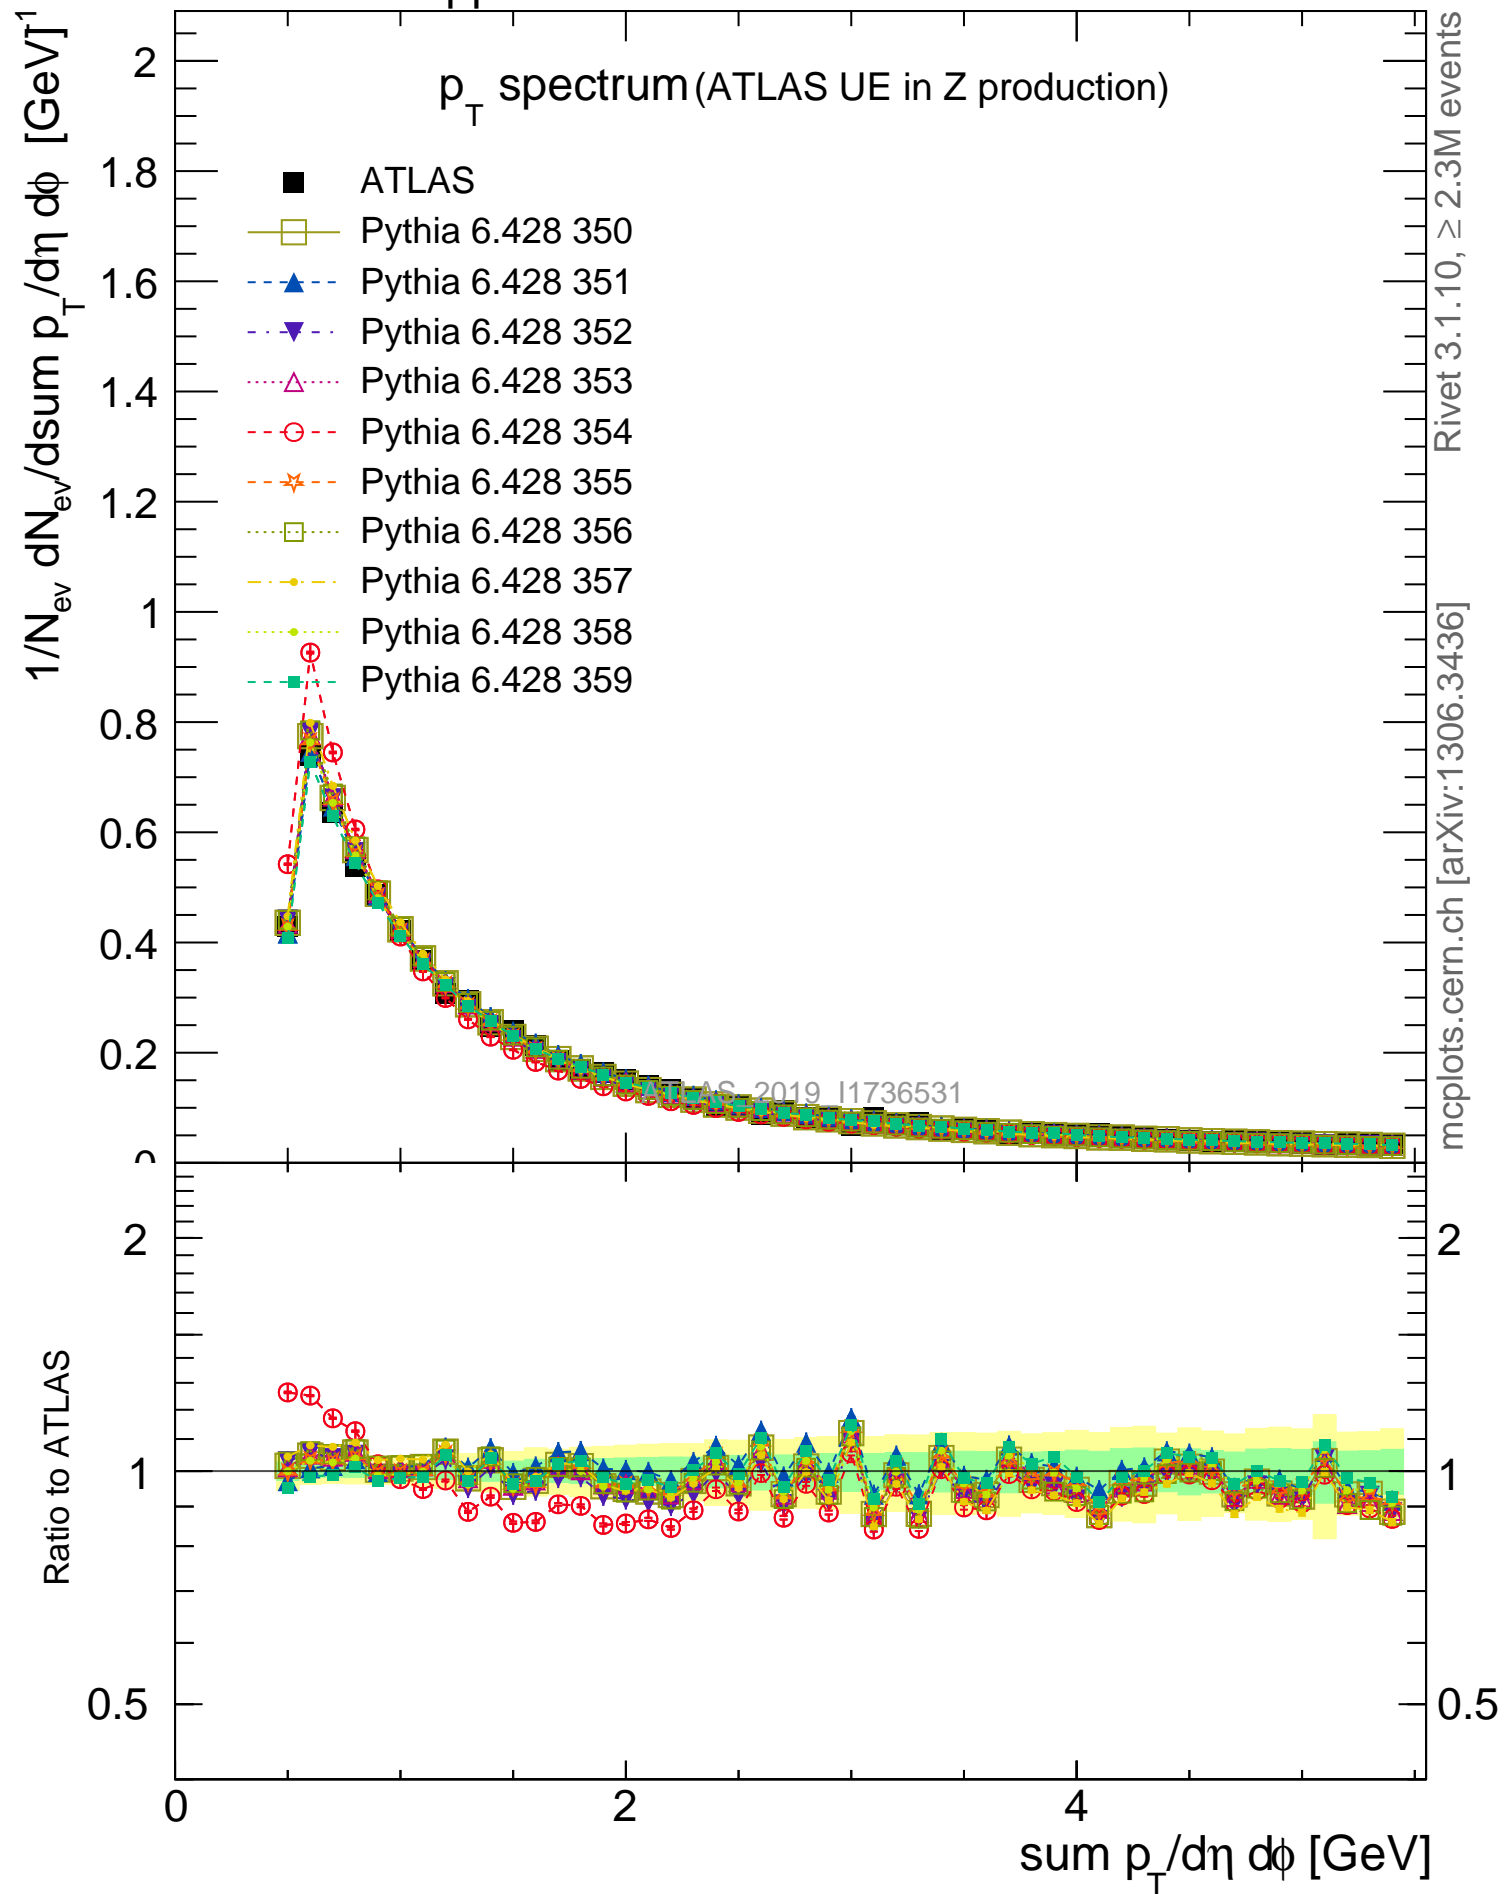 pp
p_T spectrum (ATLAS UE in Z production)
1/N_ev dN_ev/dsum p_T/dη dφ [GeV]^-1
ATLAS
Pythia 6.428 350
Pythia 6.428 351
Pythia 6.428 352
Pythia 6.428 353
Pythia 6.428 354
Pythia 6.428 355
Pythia 6.428 356
Pythia 6.428 357
Pythia 6.428 358
Pythia 6.428 359
2
1.8
1.6
1.4
1.2
1
0.8
0.6
0.4
0.2
0
ATLAS_2019_I1736531
Rivet 3.1.10, ≥ 2.3M events
mcplots.cern.ch [arXiv:1306.3436]
Ratio to ATLAS
2
1
0.5
2
1
0.5
0
2
4
sum p_T/dη dφ [GeV]